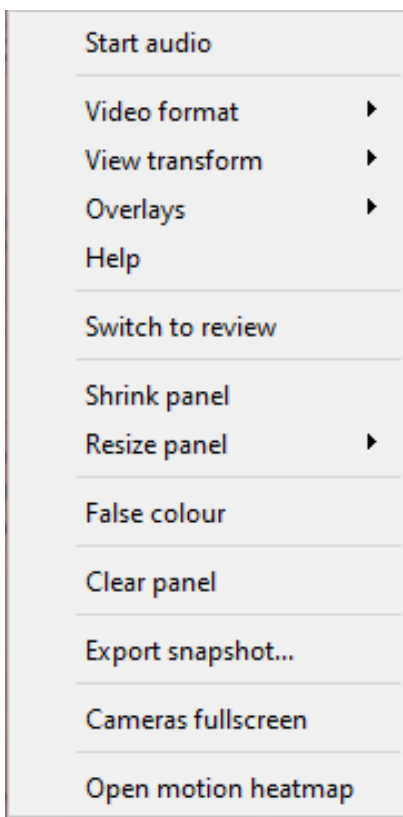 Start audio
Video format
View transform
Overlays
Help
Switch to review
Shrink panel
Resize panel
False colour
Clear panel
Export snapshot...
Cameras fullscreen
Open motion heatmap